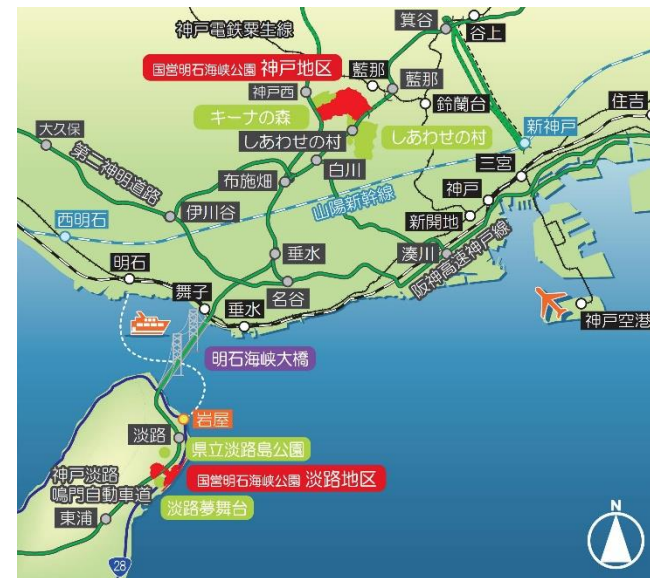 神戸電鉄粟生線
箕谷
谷上
国営明石海峡公園 神戸地区
藍那
神戸西
藍那
キーナの森
鈴蘭台
住吉
大久保
しあわせの村
しあわせの村
新神戸
第二神明道路
白川
三宮
布施畑
神戸
山陽新幹線
西明石
伊川谷
新開地
垂水
湊川
阪神高速神戸線
明石
名谷
舞子
垂水
神戸空港
明石海峡大橋
岩屋
淡路
県立淡路島公園
神戸淡路
鳴門自動車道
国営明石海峡公園 淡路地区
東浦
淡路夢舞台
N
28